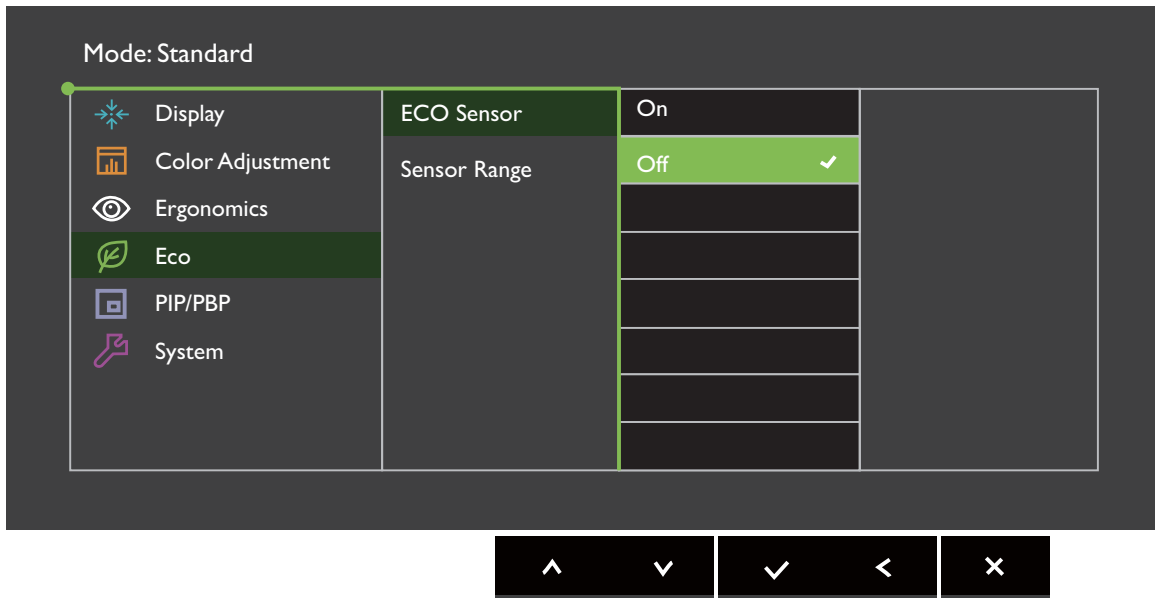 Mode: Standard
Display
Color Adjustment
Ergonomics
Eco
PIP/PBP
System
ECO Sensor
Sensor Range
On
Off